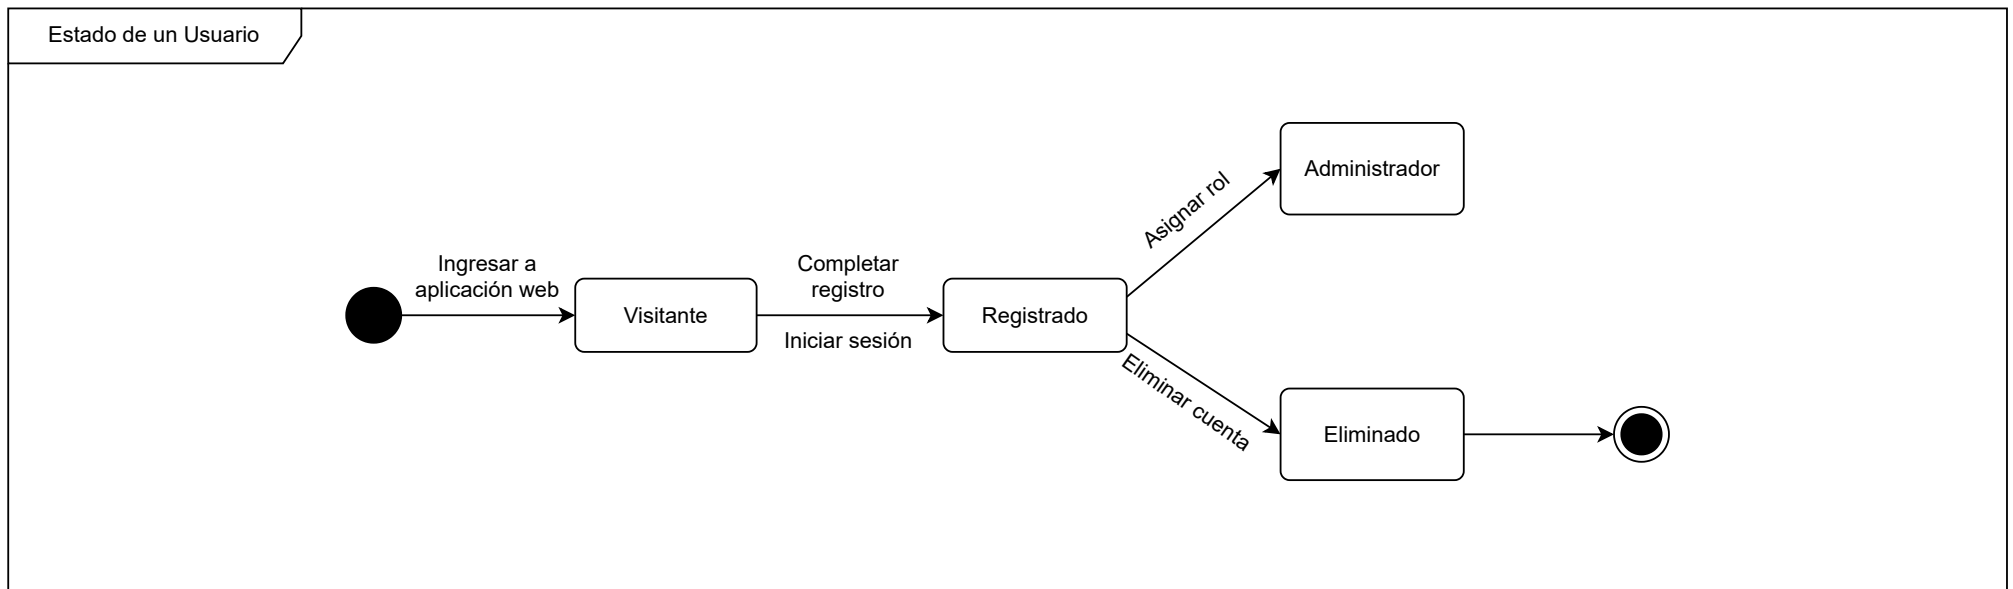 Estado de un Usuario
Ingresar a
aplicación web
Visitante
Completar
registro
Iniciar sesión
Registrado
Asignar rol
Administrador
Eliminar cuenta
Eliminado